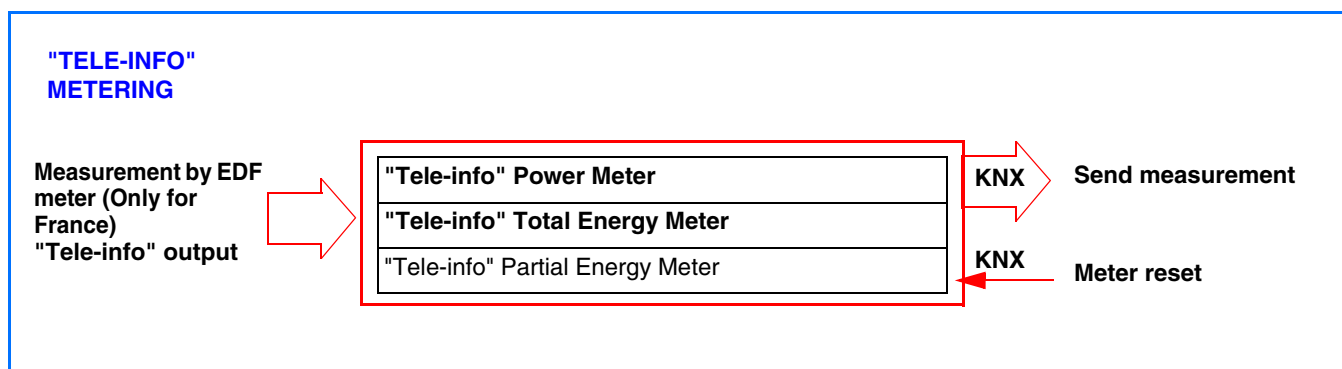 "TELE-INFO"
METERING
Measurement by EDF
meter (Only for
France)
"Tele-info" output
"Tele-info" Power Meter
"Tele-info" Total Energy Meter
"Tele-info" Partial Energy Meter
KNX
Send measurement
KNX
Meter reset